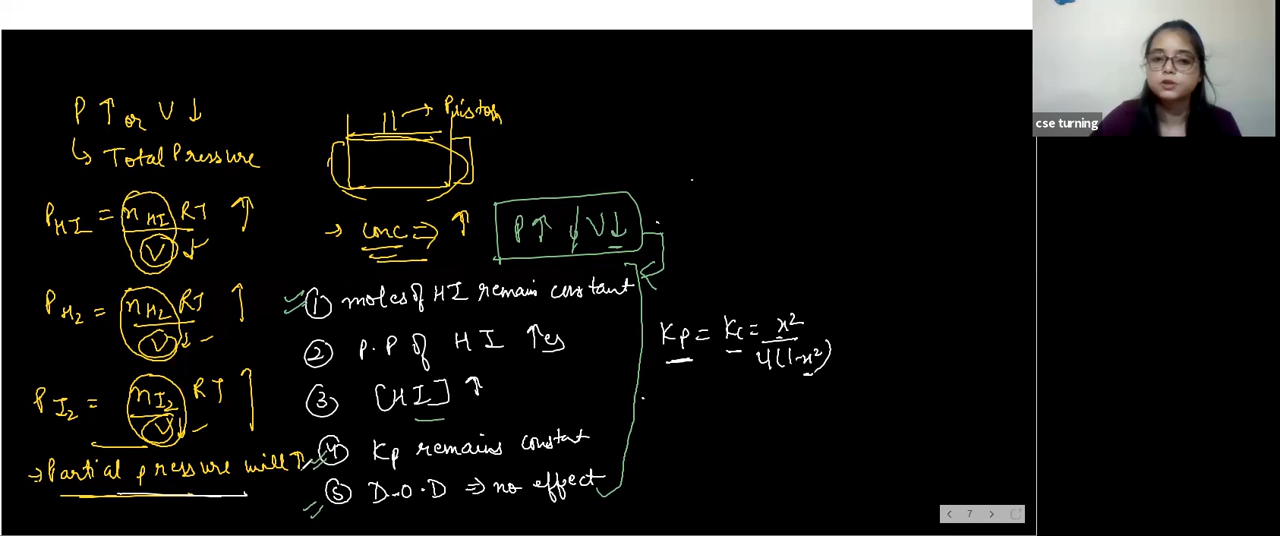 P ↑ or V ↓
↳ Total Pressure
→ Piston
P_HI = n_HI RT / V ↓ ↑
→ conc ⇒ ↑
P ↑ / V ↓
P_H2 = n_H2 RT / V ↓ ↑
P_I2 = n_I2 RT / V ↓ ↑
→ Partial pressure will ↑
① moles of HI remain constant
② P.P of HI ↑es
③ [HI] ↑
④ Kp remains constant
⑤ D.O.D ⇒ no effect
Kp = Kc = x² / 4(1-x²)
cse turning
7